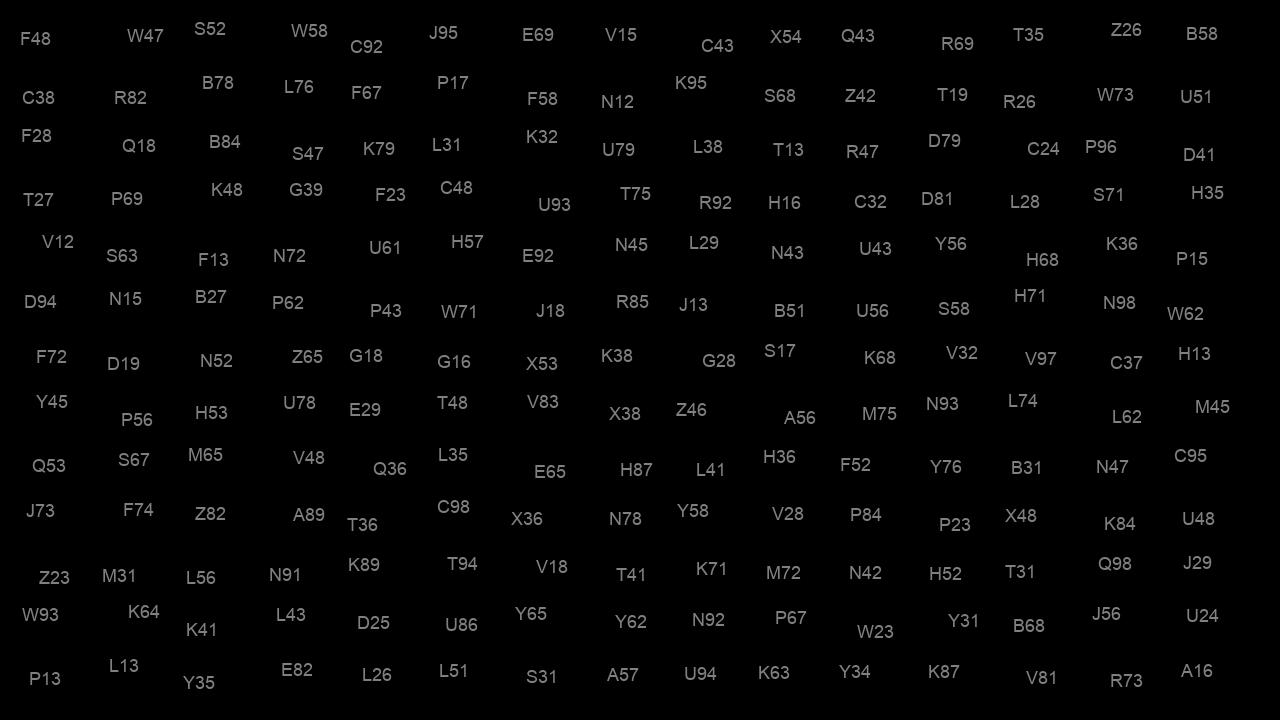 F48 W47 S52 W58 C92 J95 E69 V15 C43 X54 Q43 R69 T35 Z26 B58
C38 R82 B78 L76 F67 P17 F58 N12 K95 S68 Z42 T19 R26 W73 U51
F28 Q18 B84 S47 K79 L31 K32 U79 L38 T13 R47 D79 C24 P96 D41
T27 P69 K48 G39 F23 C48 U93 T75 R92 H16 C32 D81 L28 S71 H35
V12 S63 F13 N72 U61 H57 E92 N45 L29 N43 U43 Y56 H68 K36 P15
D94 N15 B27 P62 P43 W71 J18 R85 J13 B51 U56 S58 H71 N98 W62
F72 D19 N52 Z65 G18 G16 X53 K38 G28 S17 K68 V32 V97 C37 H13
Y45 P56 H53 U78 E29 T48 V83 X38 Z46 A56 M75 N93 L74 L62 M45
Q53 S67 M65 V48 Q36 L35 E65 H87 L41 H36 F52 Y76 B31 N47 C95
J73 F74 Z82 A89 T36 C98 X36 N78 Y58 V28 P84 P23 X48 K84 U48
Z23 M31 L56 N91 K89 T94 V18 T41 K71 M72 N42 H52 T31 Q98 J29
W93 K64 K41 L43 D25 U86 Y65 Y62 N92 P67 W23 Y31 B68 J56 U24
P13 L13 Y35 E82 L26 L51 S31 A57 U94 K63 Y34 K87 V81 R73 A16